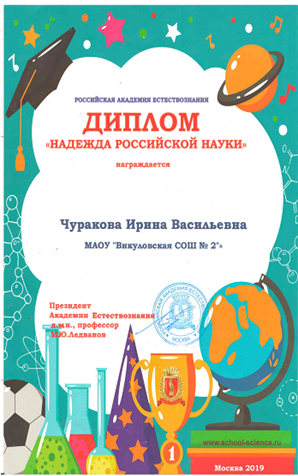 РОССИЙСКАЯ АКАДЕМИЯ ЕСТЕСТВОЗНАНИЯ
ДИПЛОМ
«НАДЕЖДА РОССИЙСКОЙ НАУКИ»
награждается
Чуракова Ирина Васильевна
МАОУ "Викуловская СОШ № 2"»
Президент
Академии Естествознания
д.м.н., профессор
М.Ю.Ледванов
МОСКВА
1
www.school-science.ru
Москва 2019